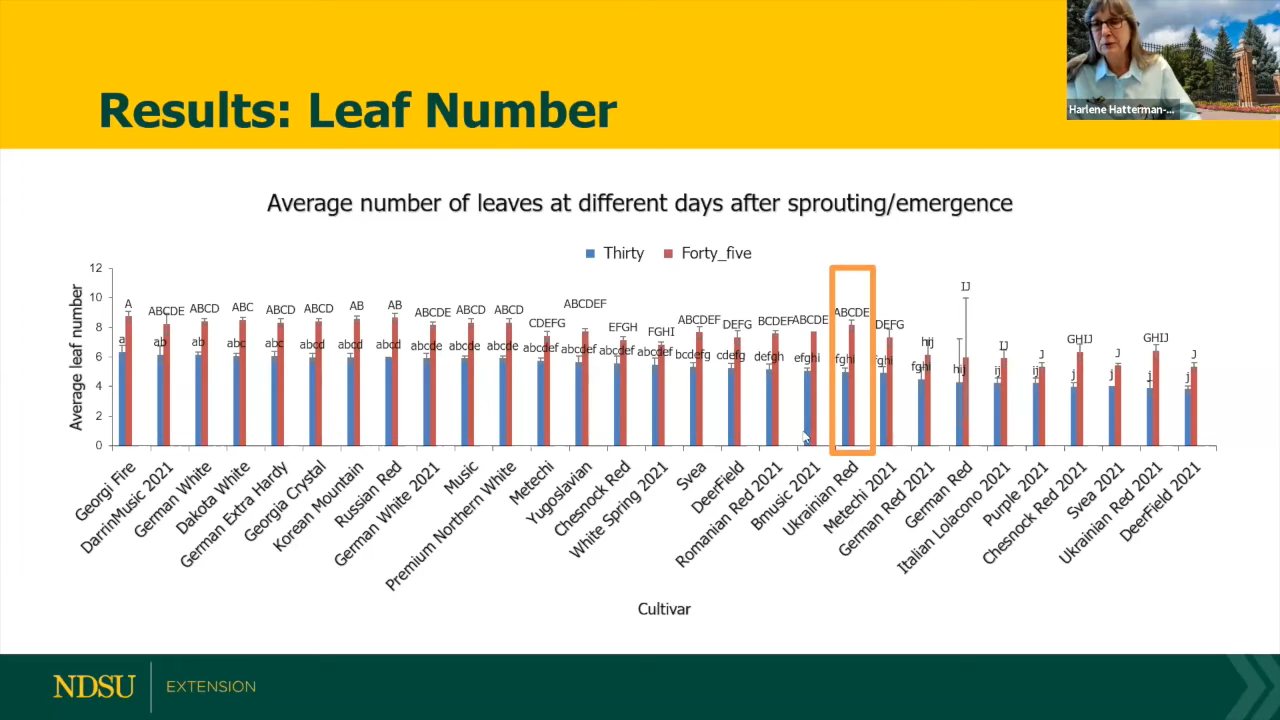 Results: Leaf Number
Harlene Hatterman-...
Average number of leaves at different days after sprouting/emergence
Thirty Forty_five
Average leaf number
12
10
8
6
4
2
0
A ABCDE ABCD ABC ABCD ABCD AB AB ABCDE ABCD ABCD CDEFG ABCDEF EFGH FGHI ABCDEF DEFG BCDEF ABCDE ABCDE DEFG IJ IJ IJ J GHIJ J GHIJ J
a ab ab abc abc abcd abcd abcd abcde abcde abcde abcdef abcdef abcdef abcdef bcdefg cdefg defgh efghi fghi fghi fghi hij hij ij ij j j j j
Georgi Fire
DarrinMusic 2021
German White
Dakota White
German Extra Hardy
Georgia Crystal
Korean Mountain
Russian Red
German White 2021
Music
Premium Northern White
Metechi
Yugoslavian
Chesnock Red
White Spring 2021
Svea
DeerField
Romanian Red 2021
Bmusic 2021
Ukrainian Red
Metechi 2021
German Red 2021
German Red
Italian Lolacono 2021
Purple 2021
Chesnock Red 2021
Svea 2021
Ukrainian Red 2021
DeerField 2021
Cultivar
NDSU EXTENSION